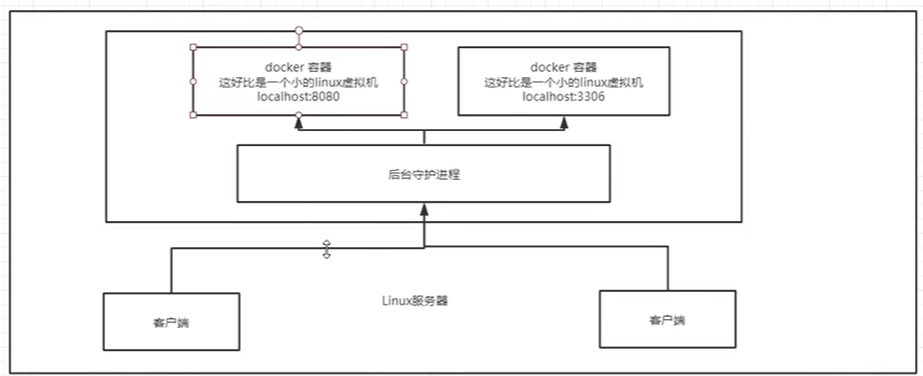 docker 容器
这好比是一个小的linux虚拟机
localhost:8080
docker 容器
这好比是一个小的linux虚拟机
localhost:3306
后台守护进程
Linux服务器
客户端
客户端